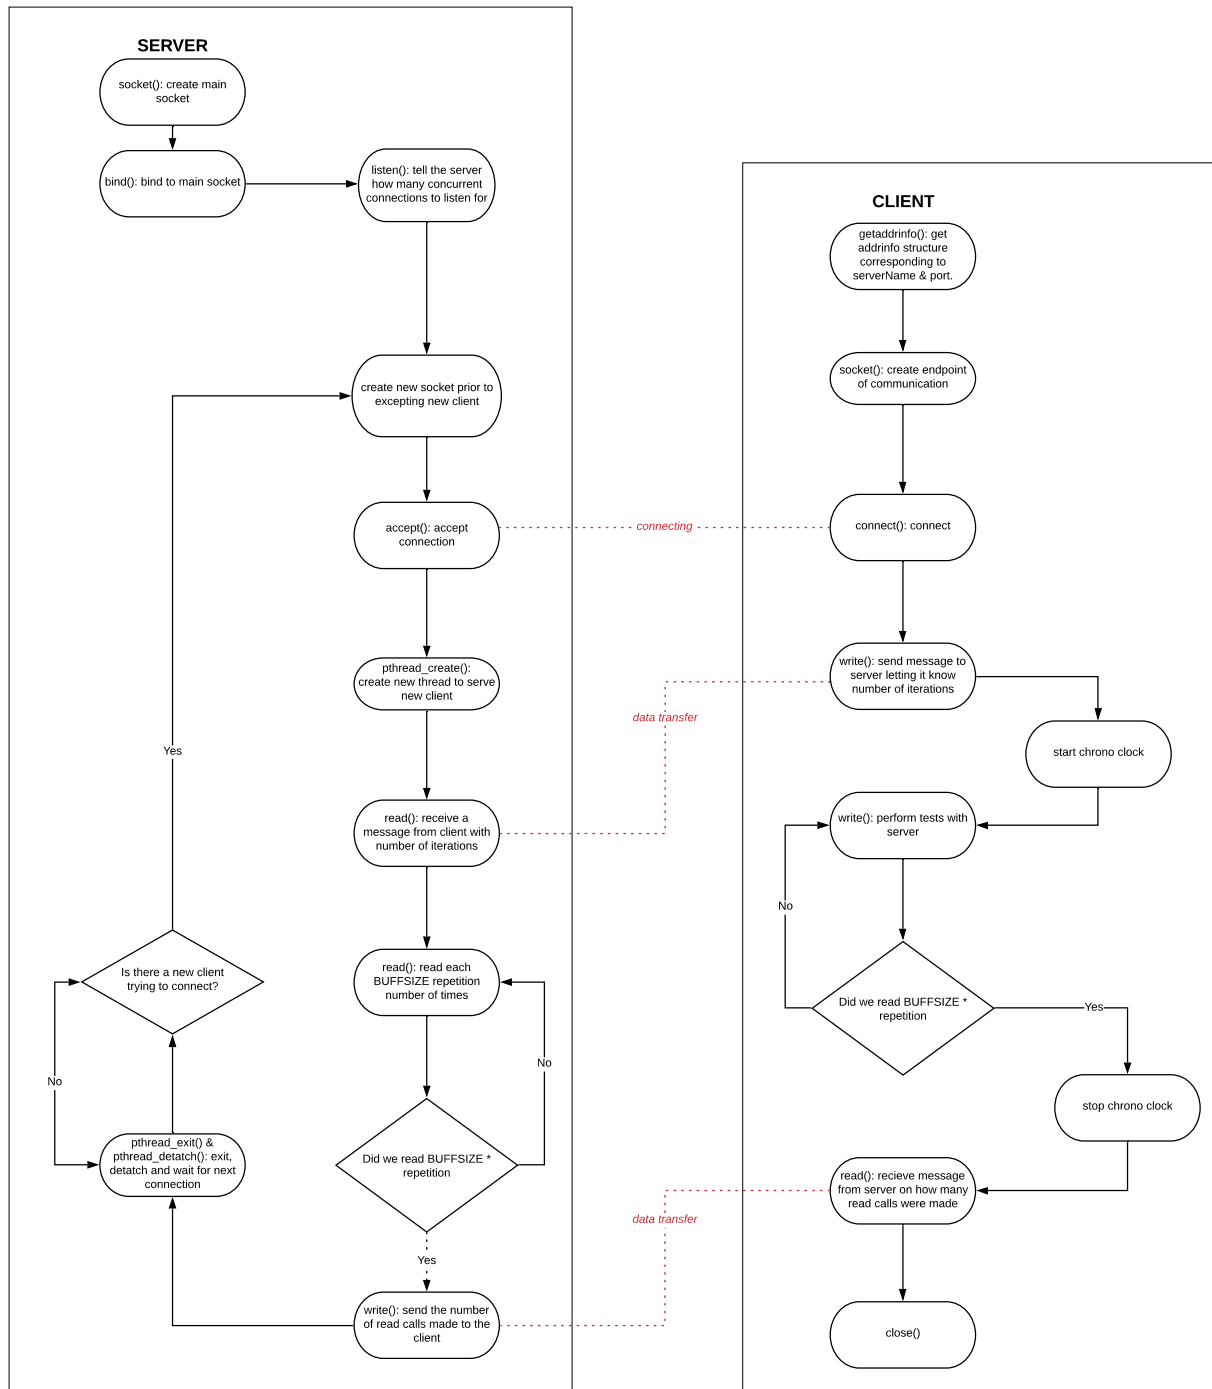 SERVER
socket(): create main
socket
bind(): bind to main socket
listen(): tell the server
how many concurrent
connections to listen for
create new socket prior to
excepting new client
accept(): accept
connection
pthread_create():
create new thread to serve
new client
read(): receive a
message from client with
number of iterations
read(): read each
BUFFSIZE repetition
number of times
No
Did we read BUFFSIZE *
repetition
Yes
write(): send the number
of read calls made to the
client
pthread_exit() &
pthread_detatch(): exit,
detatch and wait for next
connection
No
Is there a new client
trying to connect?
Yes
connecting
data transfer
data transfer
CLIENT
getaddrinfo(): get
addrinfo structure
corresponding to
serverName & port.
socket(): create endpoint
of communication
connect(): connect
write(): send message to
server letting it know
number of iterations
start chrono clock
write(): perform tests with
server
No
Did we read BUFFSIZE *
repetition
Yes
stop chrono clock
read(): recieve message
from server on how many
read calls were made
close()